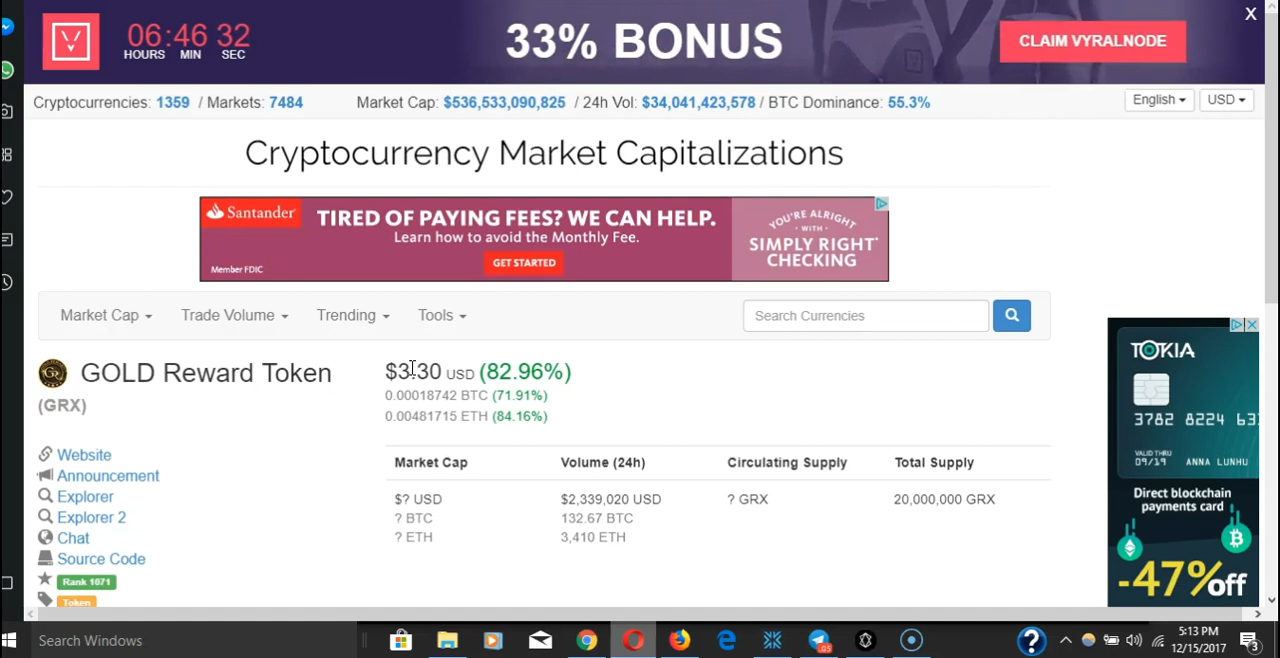 X
06:46 32
HOURS MIN SEC
33% BONUS
CLAIM VYRALNODE
Cryptocurrencies: 1359 / Markets: 7484 Market Cap: $536,533,090,825 / 24h Vol: $34,041,423,578 / BTC Dominance: 55.3%
English USD
Cryptocurrency Market Capitalizations
Santander
TIRED OF PAYING FEES? WE CAN HELP.
Learn how to avoid the Monthly Fee.
GET STARTED
Member FDIC
YOU'RE ALRIGHT
· WITH ·
SIMPLY RIGHT
CHECKING
Market Cap Trade Volume Trending Tools Search Currencies
GOLD Reward Token
(GRX)
$3.30 USD (82.96%)
0.00018742 BTC (71.91%)
0.00481715 ETH (84.16%)
Website
Announcement
Explorer
Explorer 2
Chat
Source Code
Rank 1071
Token
Market Cap Volume (24h) Circulating Supply Total Supply
$? USD $2,339,020 USD ? GRX 20,000,000 GRX
? BTC 132.67 BTC
? ETH 3,410 ETH
TOKIA
3782 8224 63
VALID THRU
09/19 ANNA LUNHU
Direct blockchain
payments card
-47% off
Search Windows
5:13 PM
12/15/2017
3